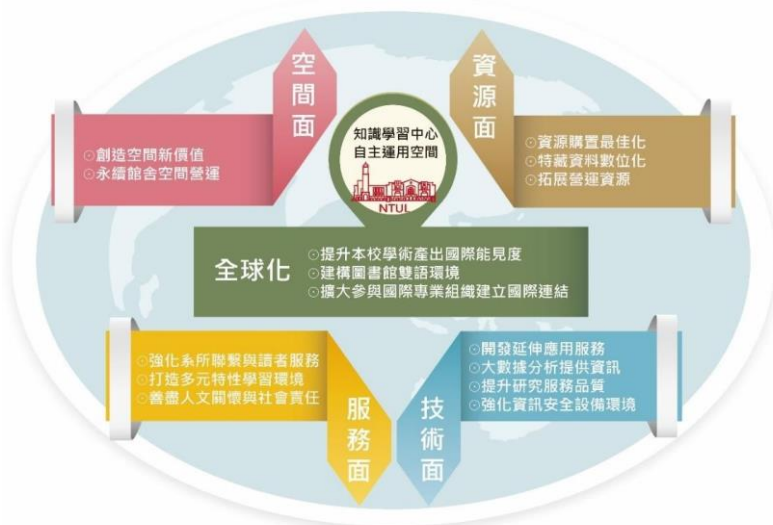 空間面
⊙創造空間新價值
⊙永續館舍空間營運
知識學習中心
自主運用空間
NTUL
資源面
⊙資源購置最佳化
⊙特藏資料數位化
⊙拓展營運資源
全球化
⊙提升本校學術產出國際能見度
⊙建構圖書館雙語環境
⊙擴大參與國際專業組織建立國際連結
⊙強化系所聯繫與讀者服務
⊙打造多元特性學習環境
⊙善盡人文關懷與社會責任
服務面
技術面
⊙開發延伸應用服務
⊙大數據分析提供資訊
⊙提升研究服務品質
⊙強化資訊安全設備環境